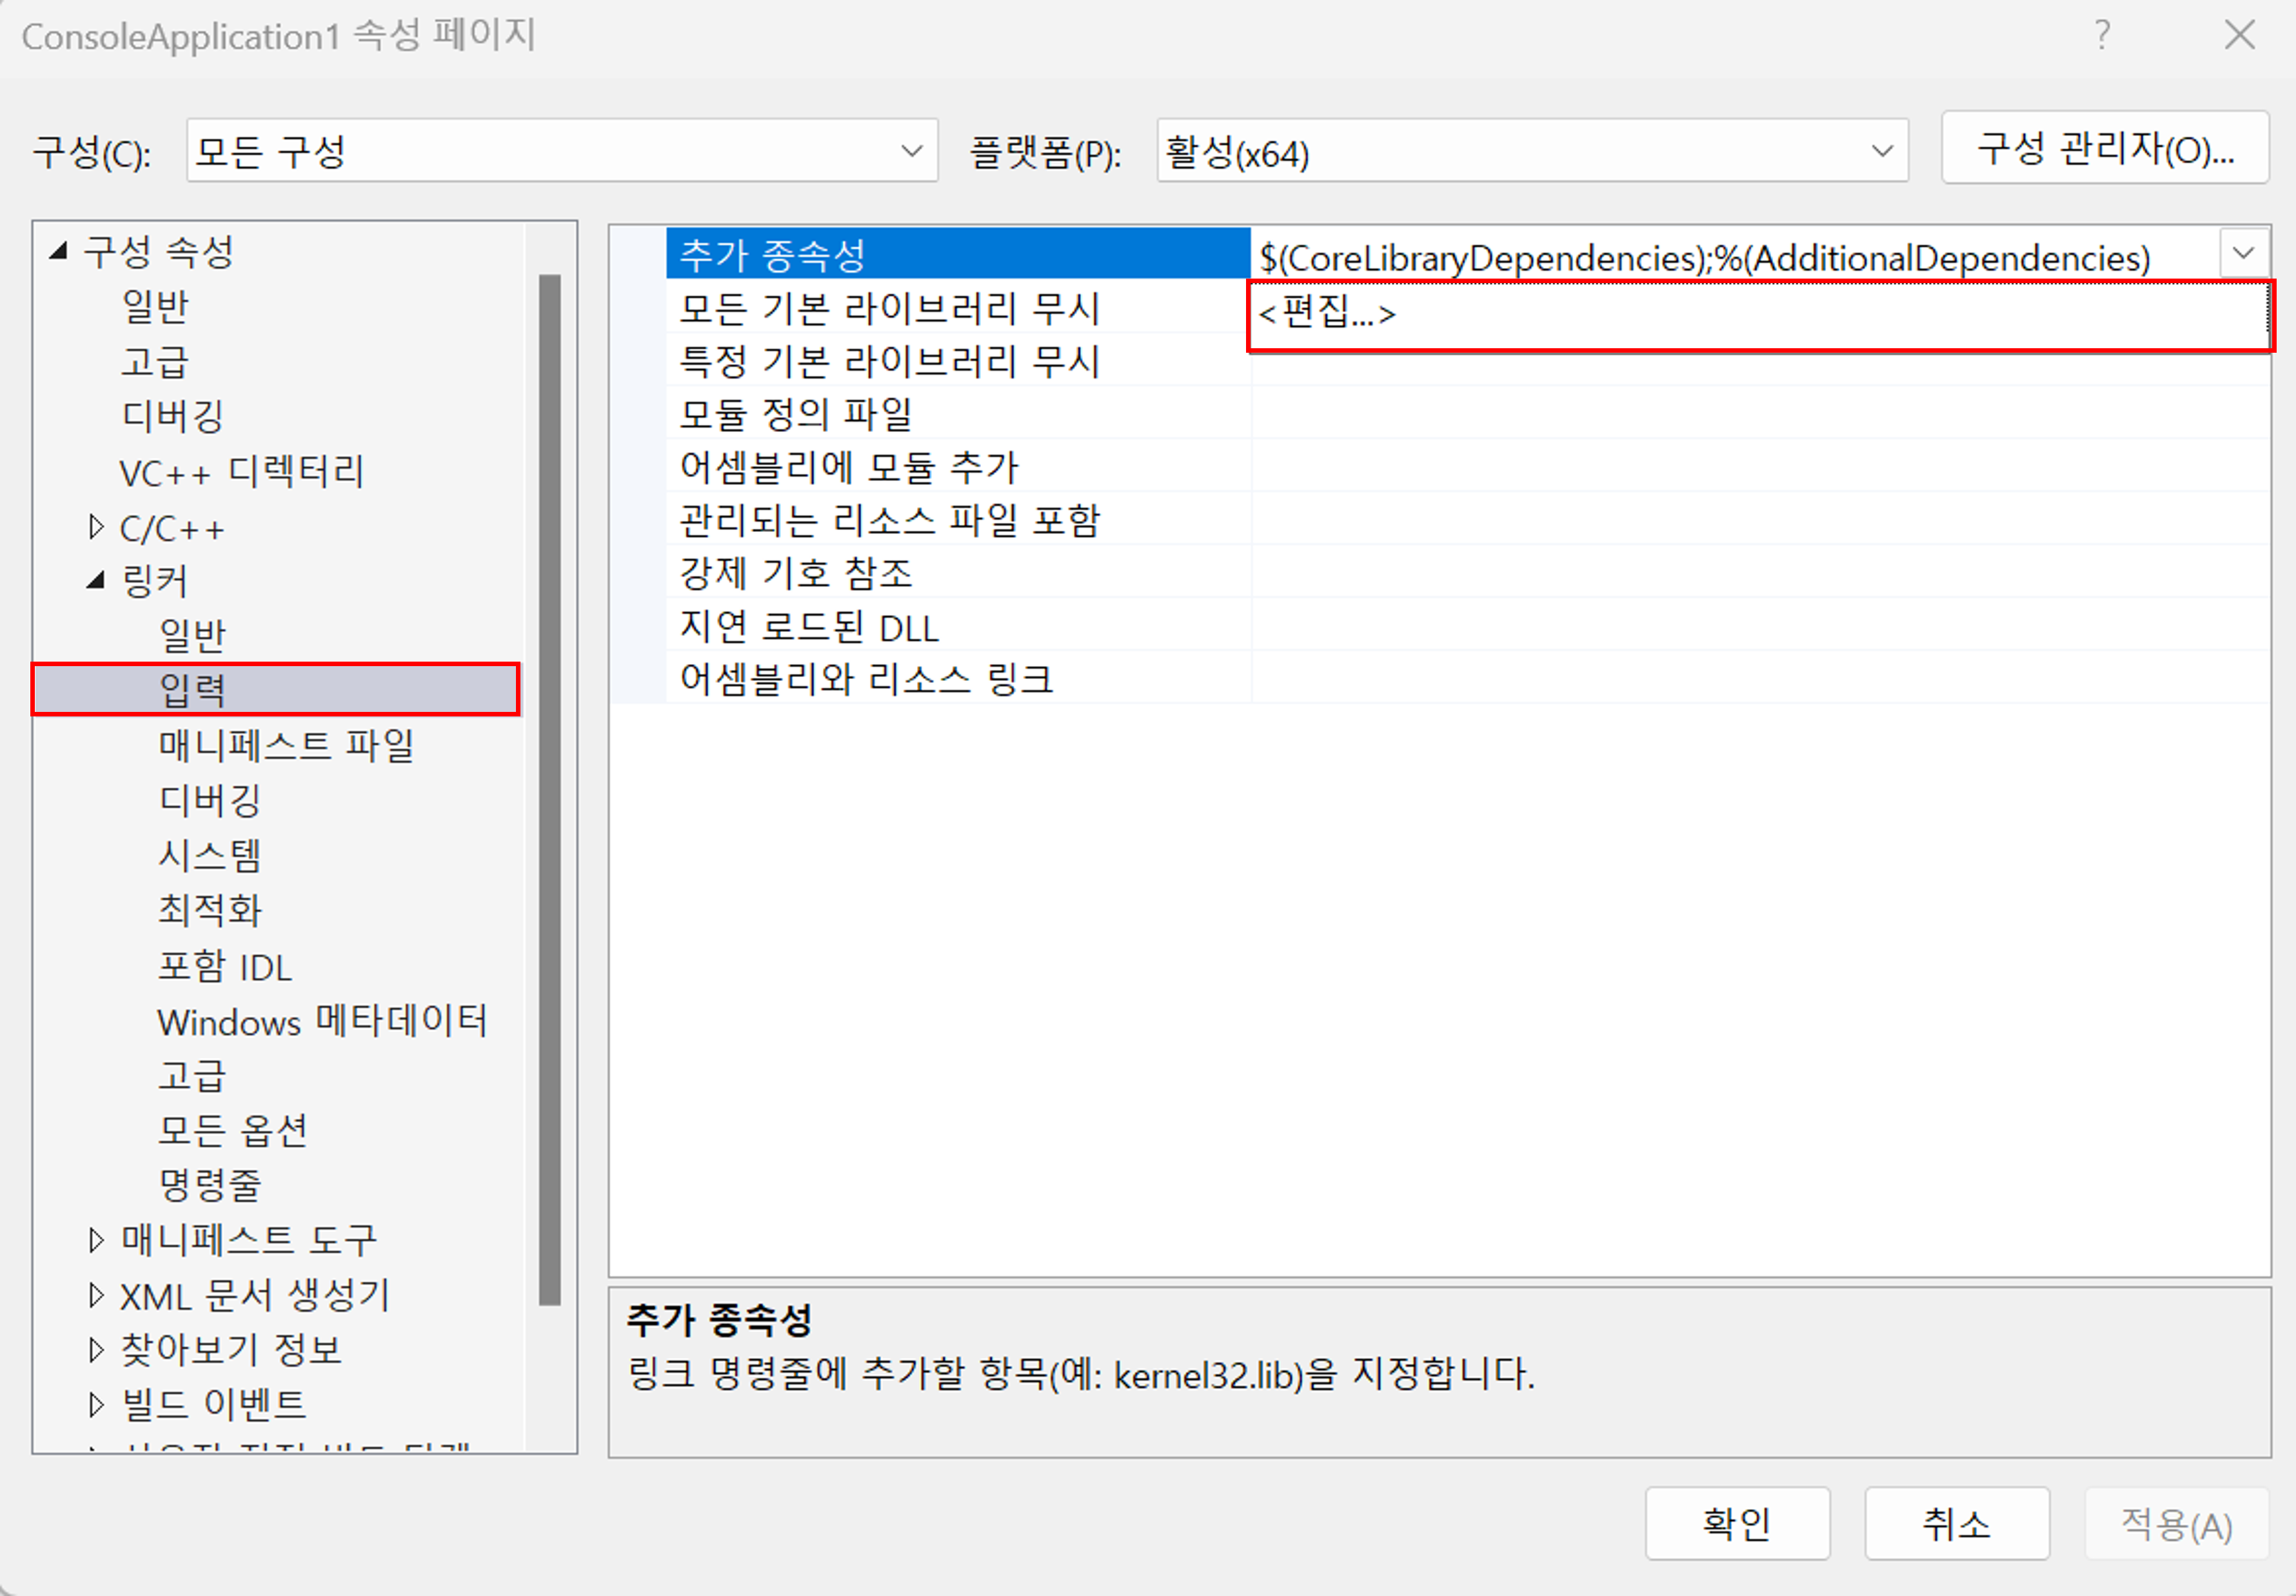 ConsoleApplication1 속성 페이지
?
구성(C):
모든 구성
플랫폼(P):
활성(x64)
구성 관리자(O)...
구성 속성
일반
고급
디버깅
VC++ 디렉터리
C/C++
링커
일반
입력
매니페스트 파일
디버깅
시스템
최적화
포함 IDL
Windows 메타데이터
고급
모든 옵션
명령줄
매니페스트 도구
XML 문서 생성기
찾아보기 정보
빌드 이벤트
추가 종속성
$(CoreLibraryDependencies);%(AdditionalDependencies)
모든 기본 라이브러리 무시
<편집...>
특정 기본 라이브러리 무시
모듈 정의 파일
어셈블리에 모듈 추가
관리되는 리소스 파일 포함
강제 기호 참조
지연 로드된 DLL
어셈블리와 리소스 링크
추가 종속성
링크 명령줄에 추가할 항목(예: kernel32.lib)을 지정합니다.
확인
취소
적용(A)